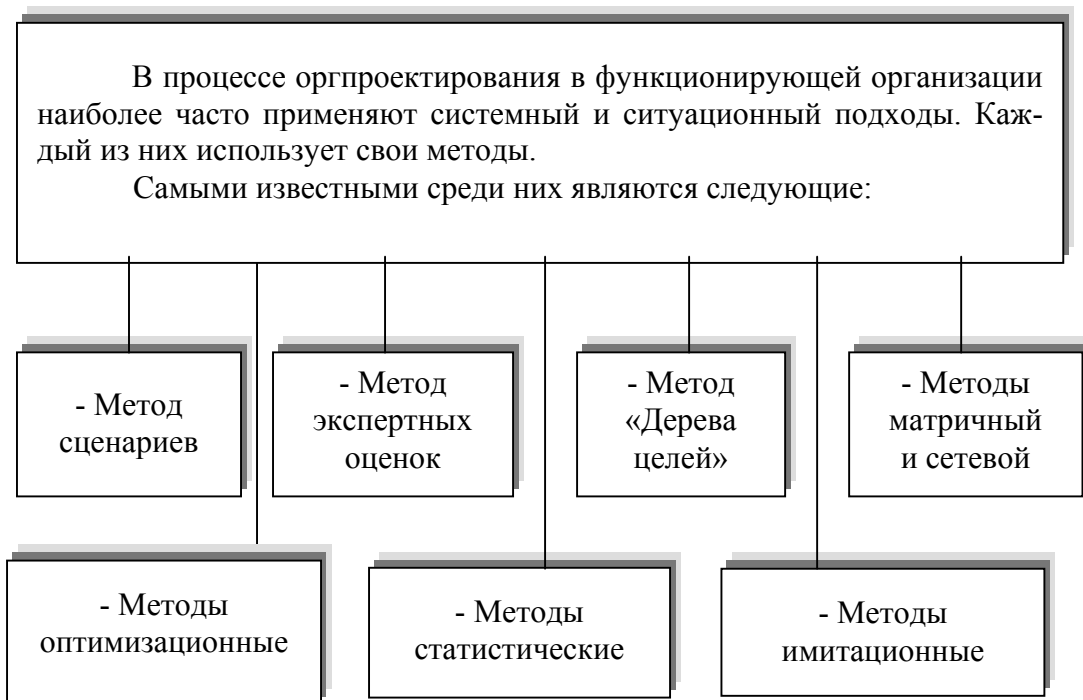 В процессе оргпроектирования в функционирующей организации
наиболее часто применяют системный и ситуационный подходы. Каж-
дый из них использует свои методы.
Самыми известными среди них являются следующие:
- Метод
сценариев
- Метод
экспертных
оценок
- Метод
«Дерева
целей»
- Методы
матричный
и сетевой
- Методы
оптимизационные
- Методы
статистические
- Методы
имитационные